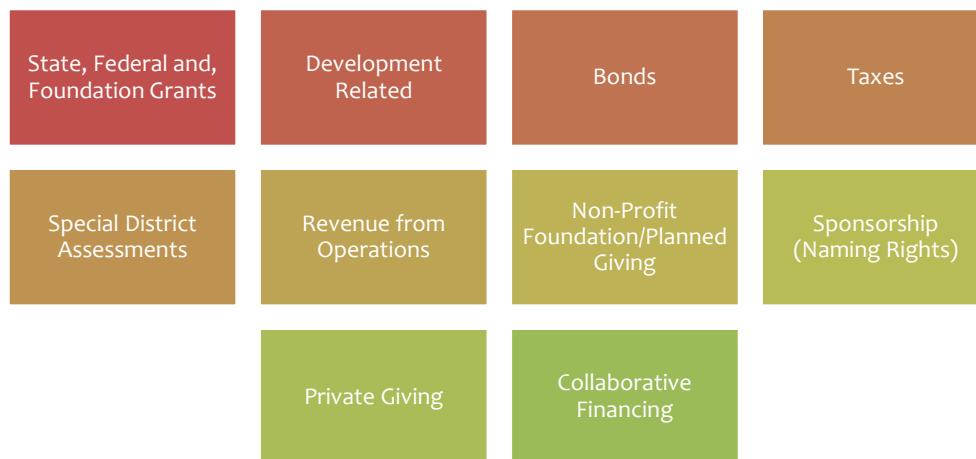 State, Federal and,
Foundation Grants
Development
Related
Bonds
Taxes
Special District
Assessments
Revenue from
Operations
Non-Profit
Foundation/Planned
Giving
Sponsorship
(Naming Rights)
Private Giving
Collaborative
Financing